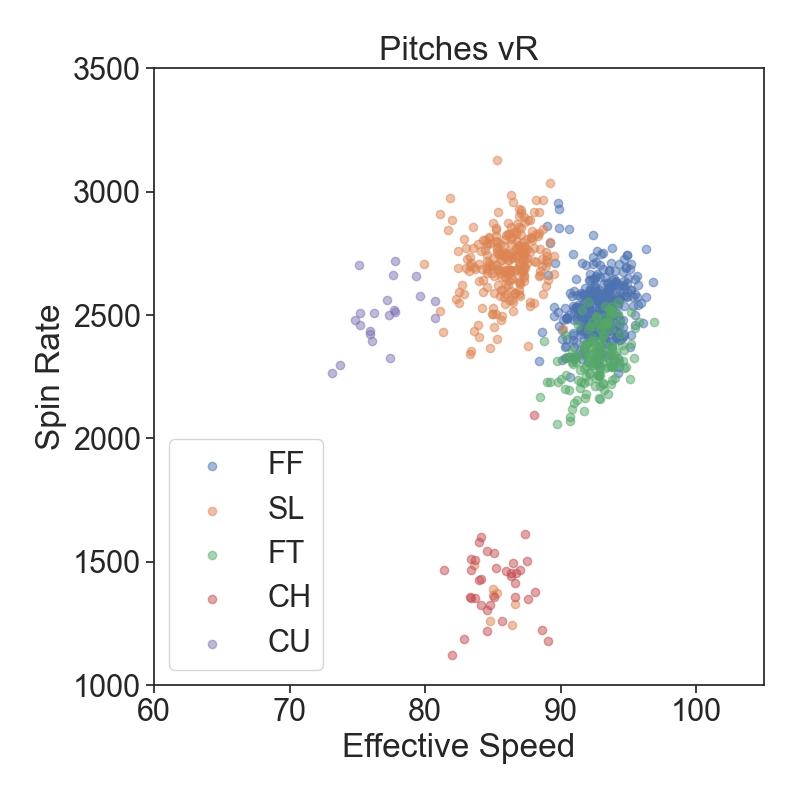 Pitches vR
3500
3000
2500
2000
1500
1000
Spin Rate
FF
SL
FT
CH
CU
60 70 80 90 100
Effective Speed